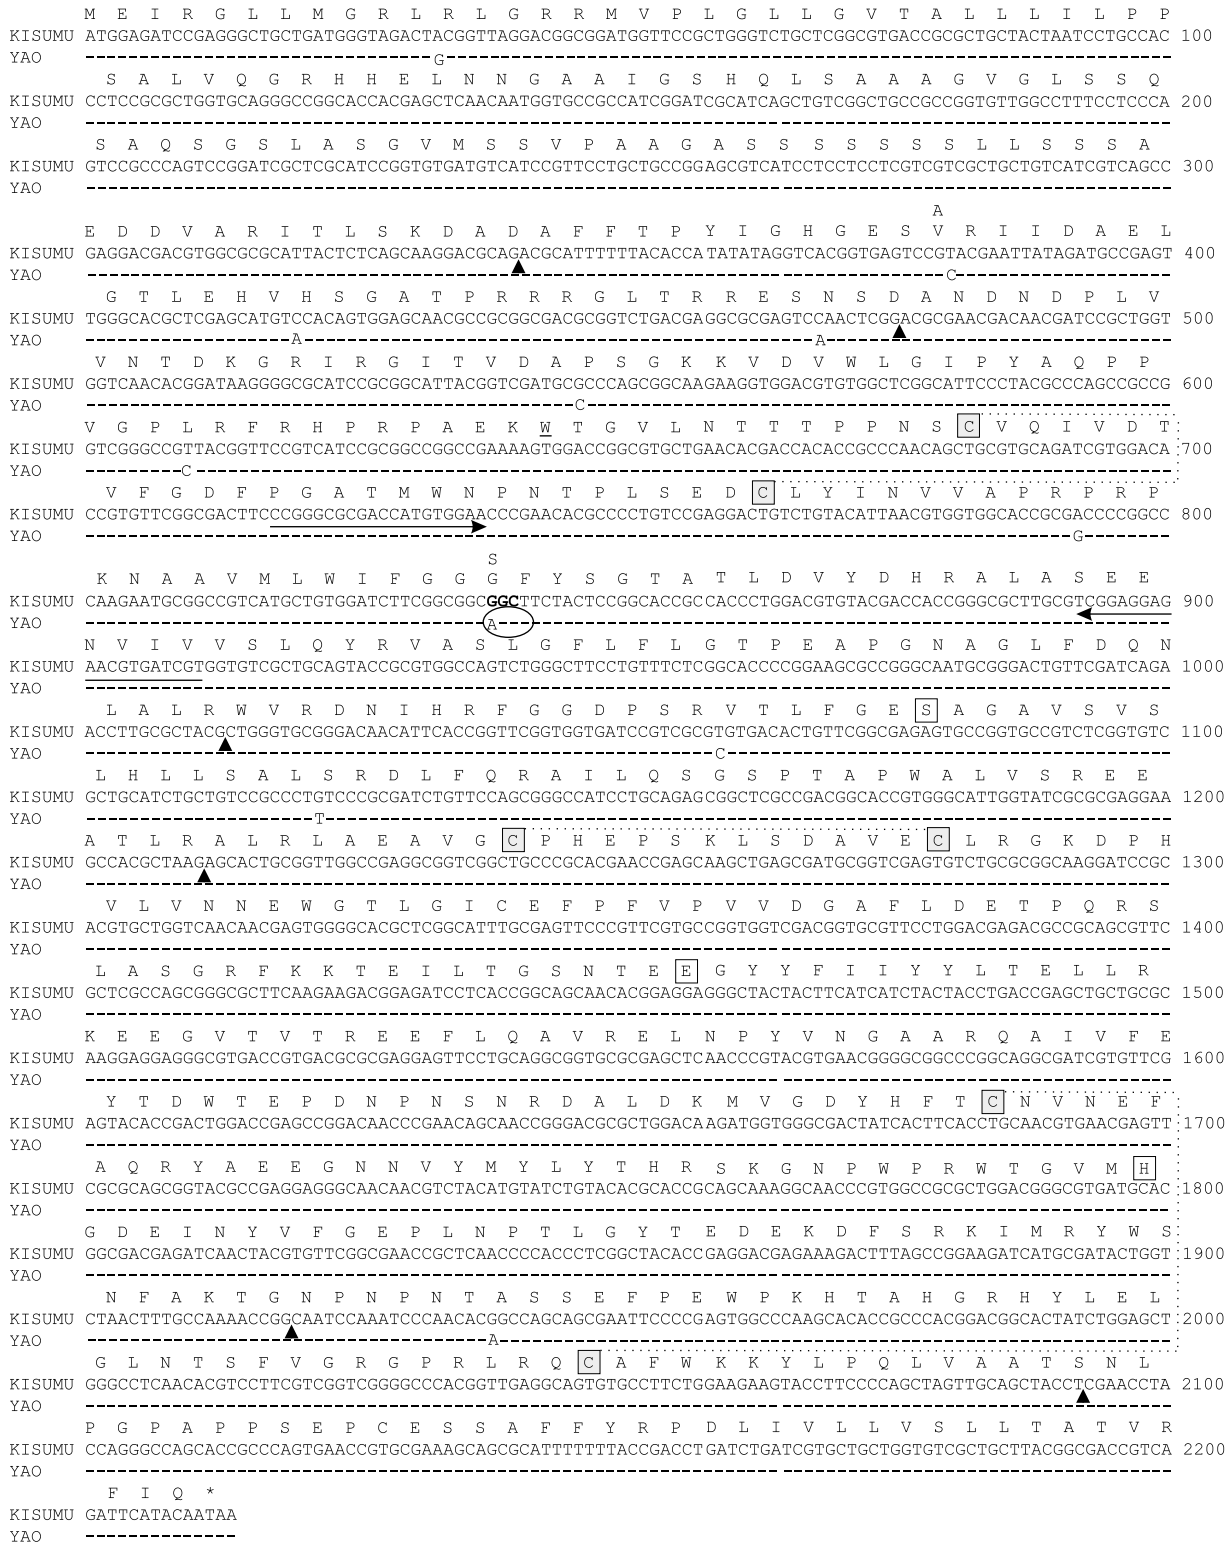 M E I R G L L M G R L R L G R R M V P L G L L G V T A L L L I L P P
KISUMU ATGGAGATCCGAGGGCTGCTGATGGGTAGACTACGGTTAGGACGGCGGATGGTTCCGCTGGGTCTGCTCGGCGTGACCGCGCTGCTACTAATCCTGCCAC 100
YAO G
S A L V Q G R H H E L N N G A A I G S H Q L S A A A G V G L S S Q
KISUMU CCTCCGCGCTGGTGCAGGGCCGGCACCACGAGCTCAACAATGGTGCCGCCATCGGATCGCATCAGCTGTCGGCTGCCGCCGGTGTTGGCCTTTCCTCCCA 200
YAO
S A Q S G S L A S G V M S S V P A A G A S S S S S S S L L S S S A
KISUMU GTCCGCCCAGTCCGGATCGCTCGCATCCGGTGTGATGTCATCCGTTCCTGCTGCCGGAGCGTCATCCTCCTCCTCGTCGTCGCTGCTGTCATCGTCAGCC 300
YAO
A
E D D V A R I T L S K D A D A F F T P Y I G H G E S V R I I D A E L
KISUMU GAGGACGACGTGGCGCGCATTACTCTCAGCAAGGACGCAGACGCATTTTTTACACCATATATAGGTCACGGTGAGTCCGTACGAATTATAGATGCCGAGT 400
YAO C
G T L E H V H S G A T P R R R G L T R R E S N S D A N D N D P L V
KISUMU TGGGCACGCTCGAGCATGTCCACAGTGGAGCAACGCCGCGGCGACGCGGTCTGACGAGGCGCGAGTCCAACTCGGACGCGAACGACAACGATCCGCTGGT 500
YAO A A
V N T D K G R I R G I T V D A P S G K K V D V W L G I P Y A Q P P
KISUMU GGTCAACACGGATAAGGGGCGCATCCGCGGCATTACGGTCGATGCGCCCAGCGGCAAGAAGGTGGACGTGTGGCTCGGCATTCCCTACGCCCAGCCGCCG 600
YAO C
V G P L R F R H P R P A E K W T G V L N T T T P P N S C V Q I V D T
KISUMU GTCGGGCCGTTACGGTTCCGTCATCCGCGGCCGGCCGAAAAGTGGACCGGCGTGCTGAACACGACCACACCGCCCAACAGCTGCGTGCAGATCGTGGACA 700
YAO C
V F G D F P G A T M W N P N T P L S E D C L Y I N V V A P R P R P
KISUMU CCGTGTTCGGCGACTTCCCGGGCGCGACCATGTGGAACCCGAACACGCCCCTGTCCGAGGACTGTCTGTACATTAACGTGGTGGCACCGCGACCCCGGCC 800
YAO G
S
K N A A V M L W I F G G G F Y S G T A T L D V Y D H R A L A S E E
KISUMU CAAGAATGCGGCCGTCATGCTGTGGATCTTCGGCGGCGGCTTCTACTCCGGCACCGCCACCCTGGACGTGTACGACCACCGGGCGCTTGCGTCGGAGGAG 900
YAO A
N V I V V S L Q Y R V A S L G F L F L G T P E A P G N A G L F D Q N
KISUMU AACGTGATCGTGGTGTCGCTGCAGTACCGCGTGGCCAGTCTGGGCTTCCTGTTTCTCGGCACCCCGGAAGCGCCGGGCAATGCGGGACTGTTCGATCAGA 1000
YAO
L A L R W V R D N I H R F G G D P S R V T L F G E S A G A V S V S
KISUMU ACCTTGCGCTACGCTGGGTGCGGGACAACATTCACCGGTTCGGTGGTGATCCGTCGCGTGTGACACTGTTCGGCGAGAGTGCCGGTGCCGTCTCGGTGTC 1100
YAO C
L H L L S A L S R D L F Q R A I L Q S G S P T A P W A L V S R E E
KISUMU GCTGCATCTGCTGTCCGCCCTGTCCCGCGATCTGTTCCAGCGGGCCATCCTGCAGAGCGGCTCGCCGACGGCACCGTGGGCATTGGTATCGCGCGAGGAA 1200
YAO T
A T L R A L R L A E A V G C P H E P S K L S D A V E C L R G K D P H
KISUMU GCCACGCTAAGAGCACTGCGGTTGGCCGAGGCGGTCGGCTGCCCGCACGAACCGAGCAAGCTGAGCGATGCGGTCGAGTGTCTGCGCGGCAAGGATCCGC 1300
YAO
V L V N N E W G T L G I C E F P F V P V V D G A F L D E T P Q R S
KISUMU ACGTGCTGGTCAACAACGAGTGGGGCACGCTCGGCATTTGCGAGTTCCCGTTCGTGCCGGTGGTCGACGGTGCGTTCCTGGACGAGACGCCGCAGCGTTC 1400
YAO
L A S G R F K K T E I L T G S N T E E G Y Y F I I Y Y L T E L L R
KISUMU GCTCGCCAGCGGGCGCTTCAAGAAGACGGAGATCCTCACCGGCAGCAACACGGAGGAGGGCTACTACTTCATCATCTACTACCTGACCGAGCTGCTGCGC 1500
YAO
K E E G V T V T R E E F L Q A V R E L N P Y V N G A A R Q A I V F E
KISUMU AAGGAGGAGGGCGTGACCGTGACGCGCGAGGAGTTCCTGCAGGCGGTGCGCGAGCTCAACCCGTACGTGAACGGGGCGGCCCGGCAGGCGATCGTGTTCG 1600
YAO
Y T D W T E P D N P N S N R D A L D K M V G D Y H F T C N V N E F
KISUMU AGTACACCGACTGGACCGAGCCGGACAACCCGAACAGCAACCGGGACGCGCTGGACAAGATGGTGGGCGACTATCACTTCACCTGCAACGTGAACGAGTT 1700
YAO
A Q R Y A E E G N N V Y M Y L Y T H R S K G N P W P R W T G V M H
KISUMU CGCGCAGCGGTACGCCGAGGAGGGCAACAACGTCTACATGTATCTGTACACGCACCGCAGCAAAGGCAACCCGTGGCCGCGCTGGACGGGCGTGATGCAC 1800
YAO
G D E I N Y V F G E P L N P T L G Y T E D E K D F S R K I M R Y W S
KISUMU GGCGACGAGATCAACTACGTGTTCGGCGAACCGCTCAACCCCACCCTCGGCTACACCGAGGACGAGAAAGACTTTAGCCGGAAGATCATGCGATACTGGT 1900
YAO
N F A K T G N P N P N T A S S E F P E W P K H T A H G R H Y L E L
KISUMU CTAACTTTGCCAAAACCGGCAATCCAAATCCCAACACGGCCAGCAGCGAATTCCCCGAGTGGCCCAAGCACACCGCCCACGGACGGCACTATCTGGAGCT 2000
YAO A
G L N T S F V G R G P R L R Q C A F W K K Y L P Q L V A A T S N L
KISUMU GGGCCTCAACACGTCCTTCGTCGGTCGGGGCCCACGGTTGAGGCAGTGTGCCTTCTGGAAGAAGTACCTTCCCCAGCTAGTTGCAGCTACCTCGAACCTA 2100
YAO
P G P A P P S E P C E S S A F F Y R P D L I V L L V S L L T A T V R
KISUMU CCAGGGCCAGCACCGCCCAGTGAACCGTGCGAAAGCAGCGCATTTTTTTACCGACCTGATCTGATCGTGCTGCTGGTGTCGCTGCTTACGGCGACCGTCA 2200
YAO
F I Q *
KISUMU GATTCATACAATAA
YAO